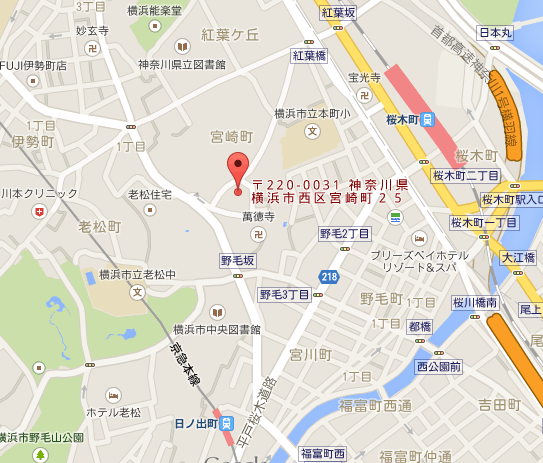 3丁目
横浜能楽堂
妙玄寺
紅葉坂
日本丸
紅葉ケ丘
紅葉橋
首都高速神奈川1号横羽線
神奈川県立図書館
FUJI伊勢町店
宝光寺
横浜市立本町小
1丁目
1丁目
宮崎町
桜木町
伊勢町
桜木町
桜木町二丁目
〒220-0031 神奈川県
横浜市西区宮崎町25
川本クリニック
老松住宅
桜木町駅入口
老松町
萬徳寺
桜木町一丁目
野毛2丁目
ブリーズベイホテル
リゾート&スパ
大江橋
野毛坂
横浜市立老松中
218
野毛3丁目
野毛町
1丁目
桜川橋南
尾上
横浜市中央図書館
1丁目
都橋
京急本線
宮川町
西公園前
1丁目
平戸桜木道路
ホテル老松
福富町西通
吉田町
日ノ出町
横浜市野毛山公園
福富町西
福富町仲通
Google